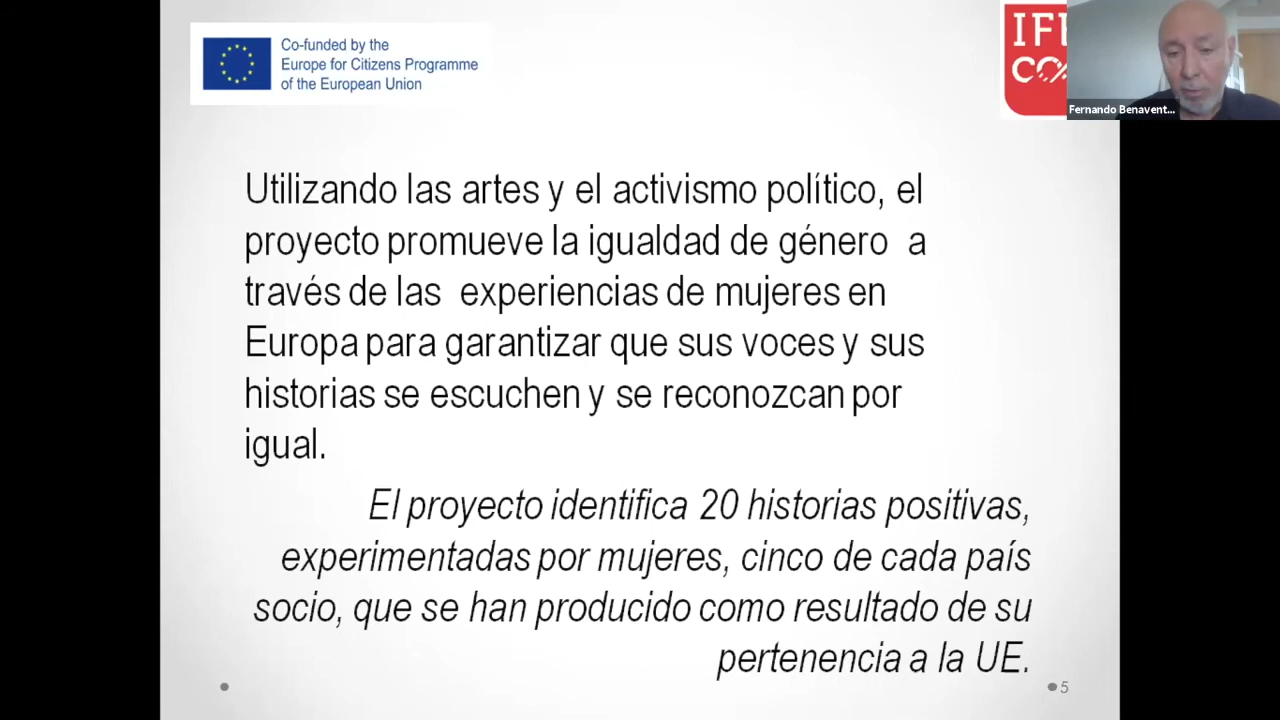 Co-funded by the
Europe for Citizens Programme
of the European Union
Fernando Benavent...
Utilizando las artes y el activismo político, el
proyecto promueve la igualdad de género a
través de las experiencias de mujeres en
Europa para garantizar que sus voces y sus
historias se escuchen y se reconozcan por
igual.
El proyecto identifica 20 historias positivas,
experimentadas por mujeres, cinco de cada país
socio, que se han producido como resultado de su
pertenencia a la UE.
5